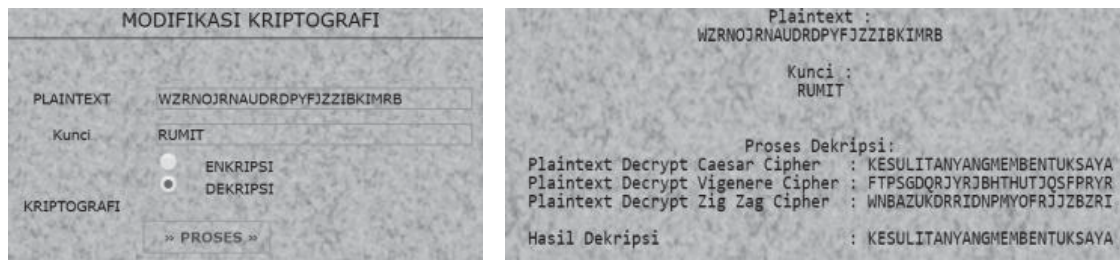 MODIFIKASI KRIPTOGRAFI
PLAINTEXT WZRNOJRNAUDRDPYFJZZIBKIMRB
Kunci RUMIT
ENKRIPSI
DEKRIPSI
KRIPTOGRAFI
» PROSES »
Plaintext :
WZRNOJRNAUDRDPYFJZZIBKIMRB
Kunci :
RUMIT
Proses Dekripsi:
Plaintext Decrypt Caesar Cipher : KESULITANYANGMEMBENTUKSAYA
Plaintext Decrypt Vigenere Cipher : FTPSGDQRJYRJBHTHUTJQSFPRYR
Plaintext Decrypt Zig Zag Cipher : WNBAZUKDRRIDNPMYOFRJJZBZRI
Hasil Dekripsi : KESULITANYANGMEMBENTUKSAYA